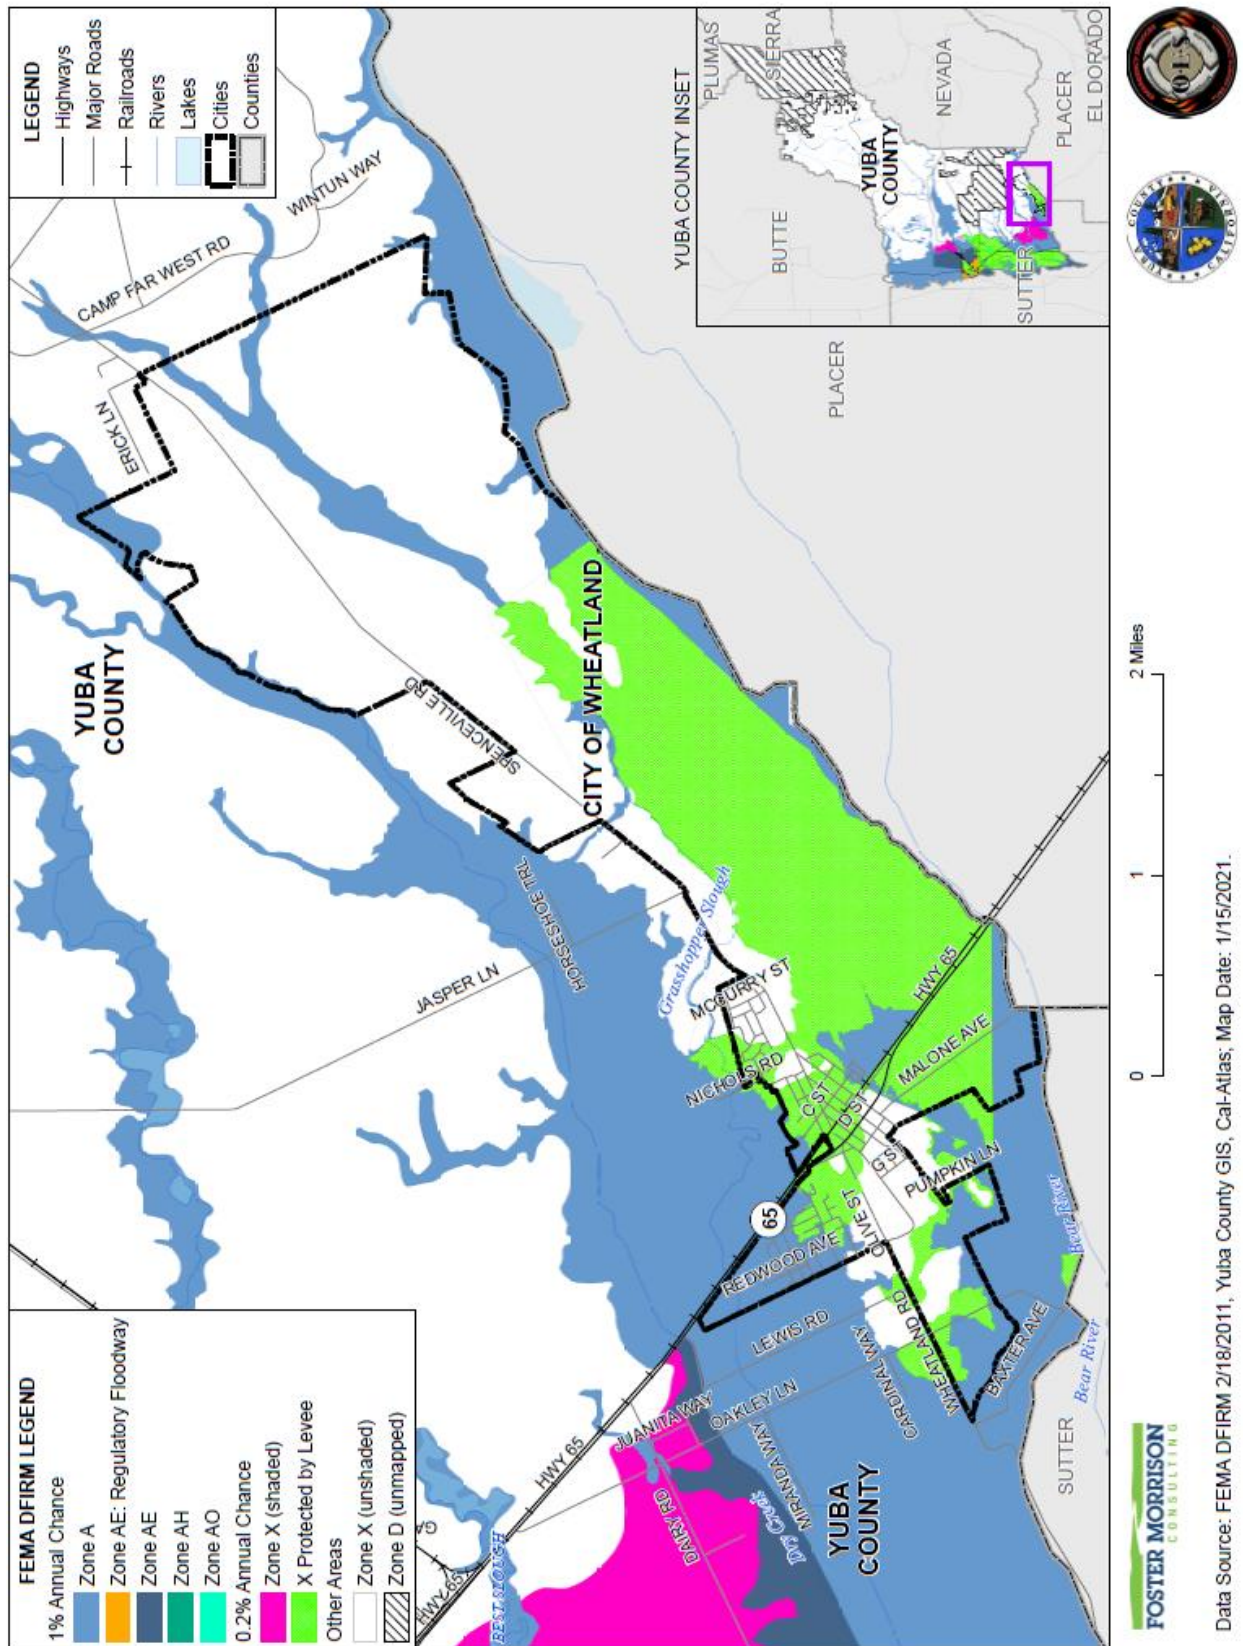 FEMA DFIRM LEGEND
1% Annual Chance
Zone A
Zone AE: Regulatory Floodway
Zone AE
Zone AH
Zone AO
0.2% Annual Chance
Zone X (shaded)
X Protected by Levee
Other Areas
Zone X (unshaded)
Zone D (unmapped)
LEGEND
Highways
Major Roads
Railroads
Rivers
Lakes
Cities
Counties
CAMP FAR WEST RD
WINTUN WAY
ERICK LN
YUBA
COUNTY
SPENCEVILLE RD
CITY OF WHEATLAND
HORSESHOE TRL
JASPER LN
Grasshopper Slough
MCCURRY ST
NICHOLS RD
C ST
D ST
G ST
HWY 65
MALONE AVE
PUMPKIN LN
OLIVE ST
65
REDWOOD AVE
LEWIS RD
WHEATLAND RD
CARDINAL WAY
BAXTER AVE
OAKLEY LN
JUANITA WAY
MIRANDA WAY
DAIRY RD
Dry Creek
HWY 65
HWY 65
BEST SLOUGH
YUBA
COUNTY
Bear River
Bear River
SUTTER
PLACER
YUBA COUNTY INSET
PLUMAS
SIERRA
BUTTE
YUBA
COUNTY
NEVADA
SUTTER
PLACER
EL DORADO
0
1
2 Miles
FOSTER MORRISON
CONSULTING
YUBA COUNTY
CALIFORNIA
OES
Data Source: FEMA DFIRM 2/18/2011, Yuba County GIS, Cal-Atlas; Map Date: 1/15/2021.